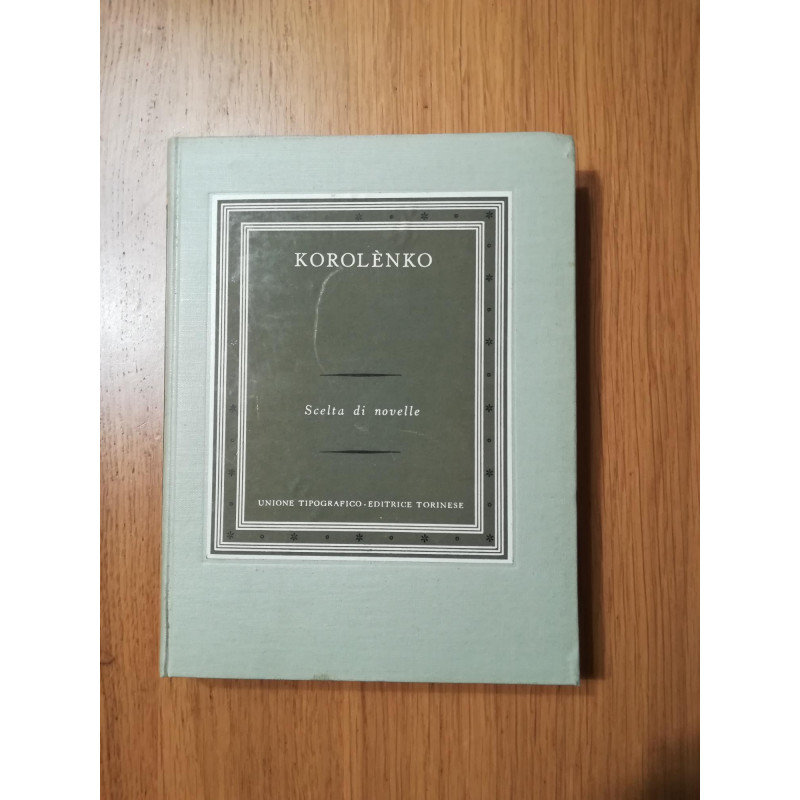 KOROLÈNKO
Scelta di novelle
UNIONE TIPOGRAFICO-EDITRICE TORINESE